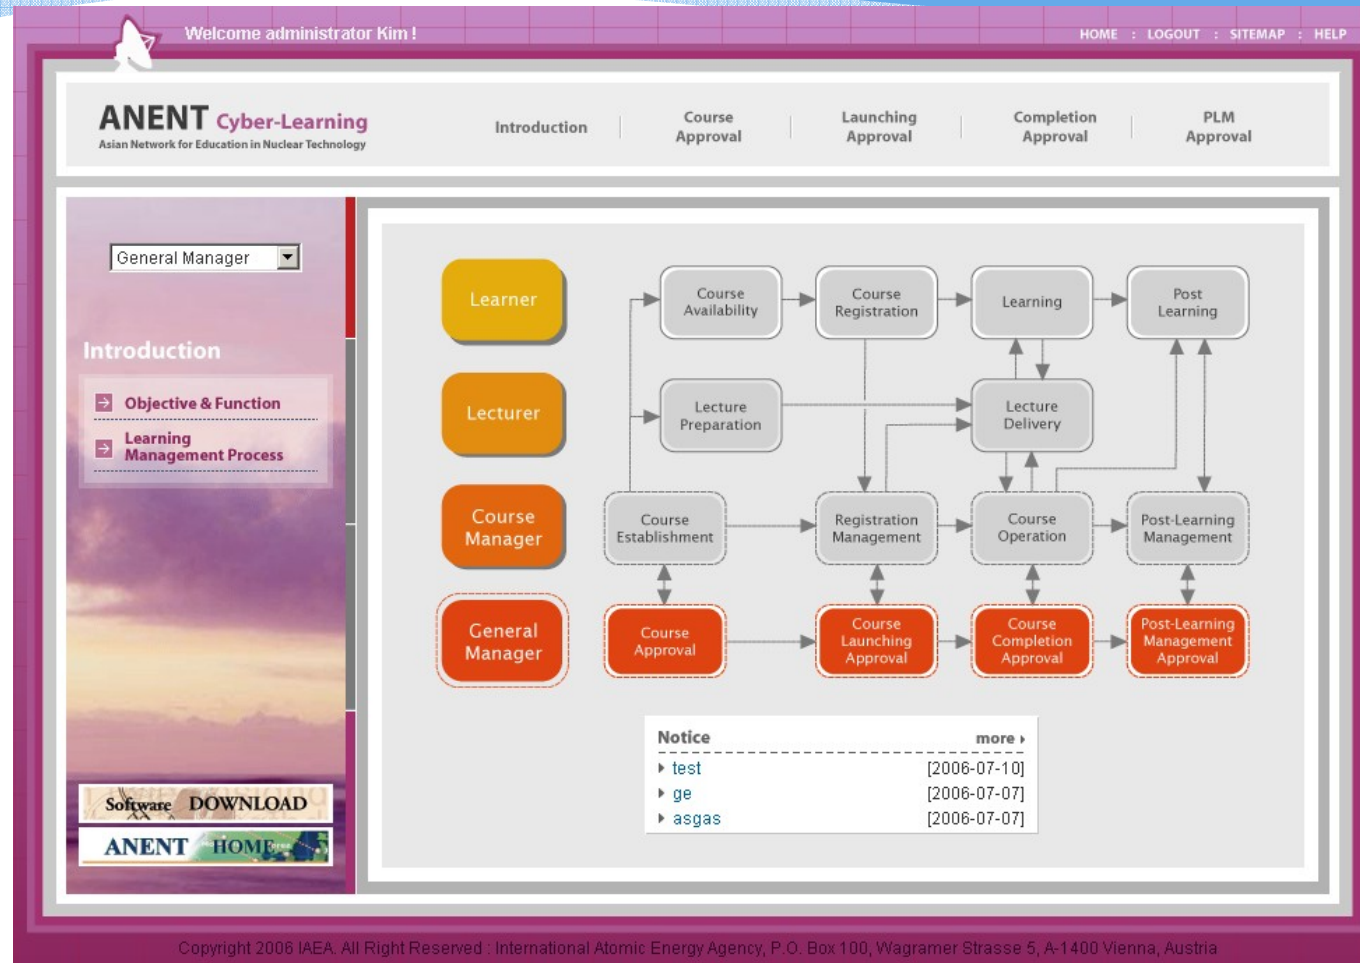 Welcome administrator Kim !
HOME : LOGOUT : SITEMAP : HELP
ANENT Cyber-Learning
Asian Network for Education in Nuclear Technology
Introduction
Course
Approval
Launching
Approval
Completion
Approval
PLM
Approval
General Manager
Introduction
Objective & Function
Learning
Management Process
Software DOWNLOAD
ANENT HOME
Learner
Course
Availability
Course
Registration
Learning
Post
Learning
Lecturer
Lecture
Preparation
Lecture
Delivery
Course
Manager
Course
Establishment
Registration
Management
Course
Operation
Post-Learning
Management
General
Manager
Course
Approval
Course
Launching
Approval
Course
Completion
Approval
Post-Learning
Management
Approval
Notice more
test [2006-07-10]
ge [2006-07-07]
asgas [2006-07-07]
Copyright 2006 IAEA. All Right Reserved : International Atomic Energy Agency, P.O. Box 100, Wagramer Strasse 5, A-1400 Vienna, Austria